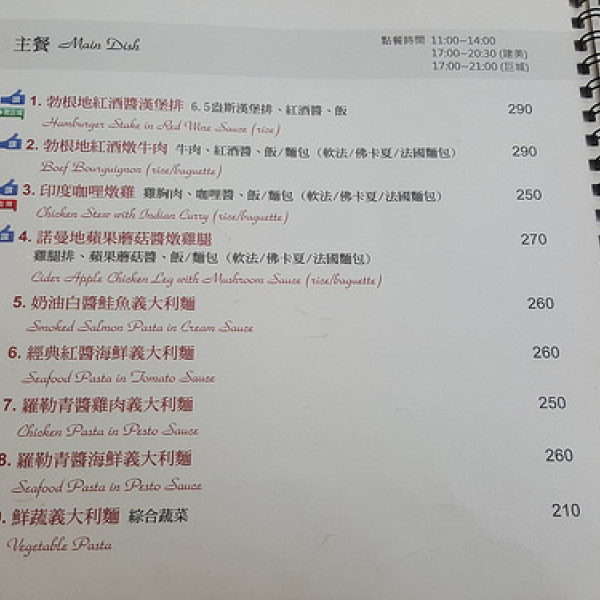 主餐 Main Dish
點餐時間 11:00~14:00
17:00~20:30 (建美)
17:00~21:00 (巨城)
1. 勃根地紅酒醬漢堡排 6.5盎斯漢堡排、紅酒醬、飯 290
Hamburger Stake in Red Wine Sauce (rice)
2. 勃根地紅酒燉牛肉 牛肉、紅酒醬、飯/麵包（軟法/佛卡夏/法國麵包） 290
Boef Bourguignon (rice/baguette)
3. 印度咖哩燉雞 雞胸肉、咖哩醬、飯/麵包（軟法/佛卡夏/法國麵包） 250
Chicken Stew with Indian Curry (rice/baguette)
4. 諾曼地蘋果蘑菇醬燉雞腿 270
雞腿排、蘋果蘑菇醬、飯/麵包（軟法/佛卡夏/法國麵包）
Cider Apple Chicken Leg with Mushroom Sauce (rice/baguette)
5. 奶油白醬鮭魚義大利麵 260
Smoked Salmon Pasta in Cream Sauce
6. 經典紅醬海鮮義大利麵 260
Seafood Pasta in Tomato Sauce
7. 羅勒青醬雞肉義大利麵 250
Chicken Pasta in Pesto Sauce
8. 羅勒青醬海鮮義大利麵 260
Seafood Pasta in Pesto Sauce
鮮蔬義大利麵 綜合蔬菜 210
Vegetable Pasta